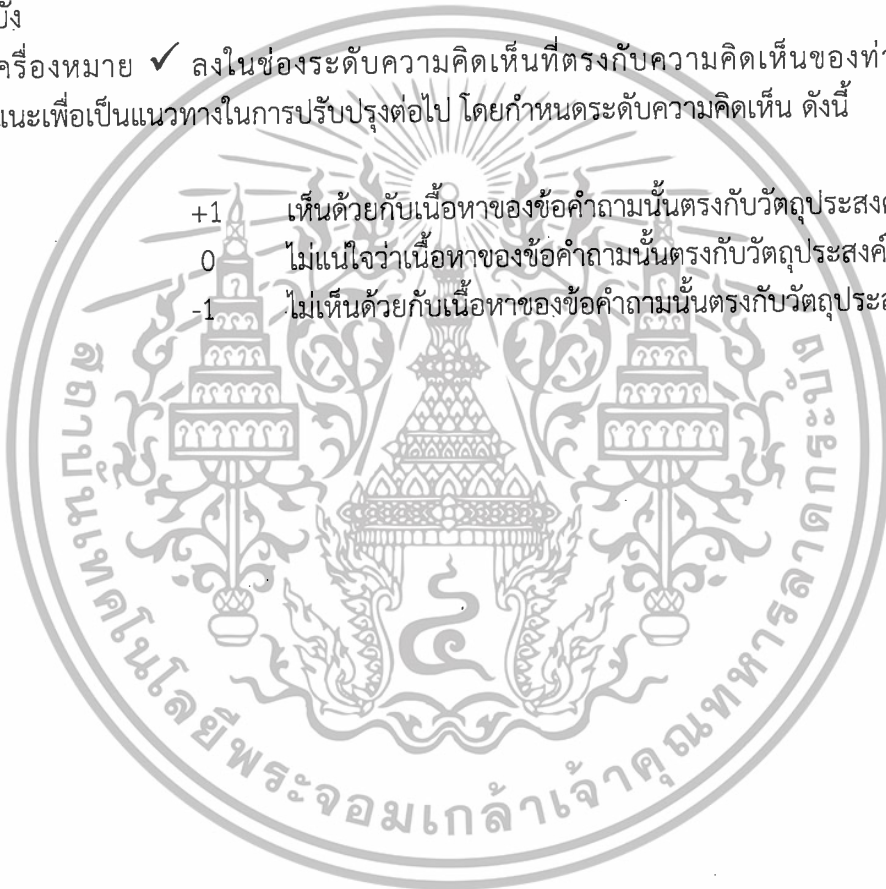 ครื่องหมาย ✓ ลงในช่องระดับความคิดเห็นที่ตรงกับความคิดเห็นของท่า
แนะเพื่อเป็นแนวทางในการปรับปรุงต่อไป โดยกำหนดระดับความคิดเห็น ดังนี้
+1 เห็นด้วยกับเนื้อหาของข้อคำถามนั้นตรงกับวัตถุประสงค
0 ไม่แน่ใจว่าเนื้อหาของข้อคำถามนั้นตรงกับวัตถุประสงค์
-1 ไม่เห็นด้วยกับเนื้อหาของข้อคำถามนั้นตรงกับวัตถุประส
สถาบันเทคโนโลยีพระจอมเกล้าเจ้าคุณทหารลาดกระบัง
๔